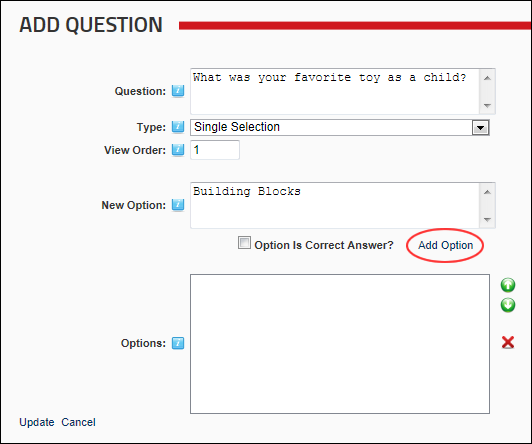 ADD QUESTION
Question: What was your favorite toy as a child?
Type: Single Selection
View Order: 1
New Option: Building Blocks
Option Is Correct Answer? Add Option
Options:
Update Cancel